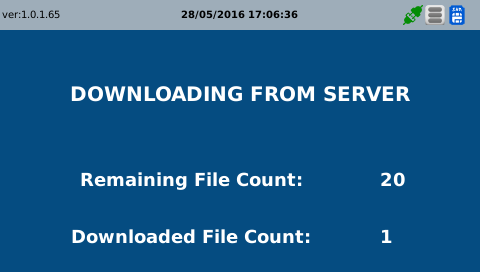 ver:1.0.1.65 28/05/2016 17:06:36
DOWNLOADING FROM SERVER
Remaining File Count: 20
Downloaded File Count: 1